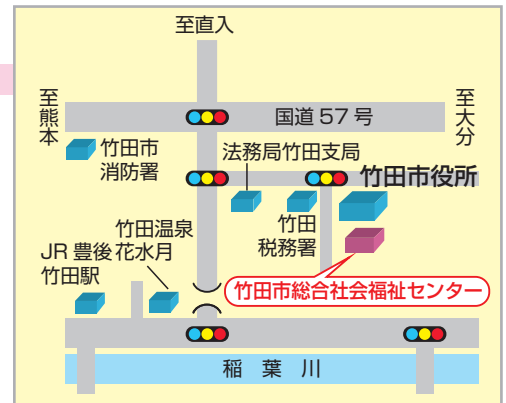 至直入
至熊本
国道57号
至大分
竹田市
消防署
法務局竹田支局
竹田市役所
竹田
税務署
竹田温泉
花水月
JR豊後
竹田駅
竹田市総合社会福祉センター
稲葉川